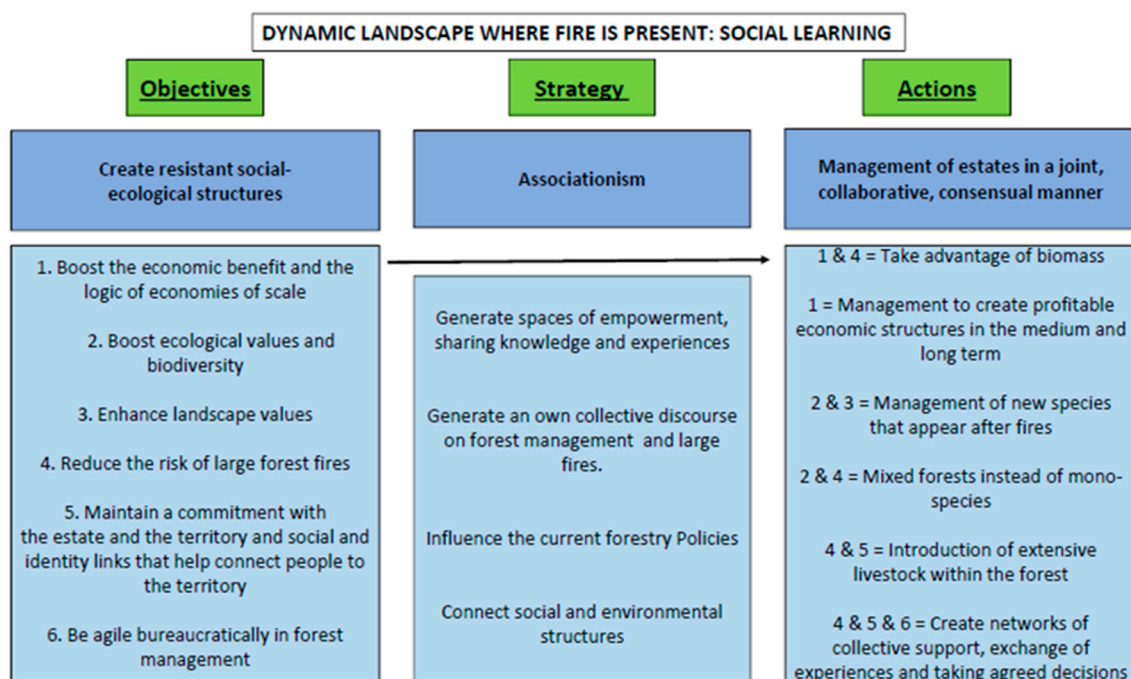 DYNAMIC LANDSCAPE WHERE FIRE IS PRESENT: SOCIAL LEARNING
Objectives
Create resistant social-
ecological structures
1. Boost the economic benefit and the
logic of economies of scale
2. Boost ecological values and
biodiversity
3. Enhance landscape values
4. Reduce the risk of large forest fires
5. Maintain a commitment with
the estate and the territory and social and
identity links that help connect people to
the territory
6. Be agile bureaucratically in forest
management
Strategy
Associationism
Generate spaces of empowerment,
sharing knowledge and experiences
Generate an own collective discourse
on forest management and large
fires.
Influence the current forestry Policies
Connect social and environmental
structures
Actions
Management of estates in a joint,
collaborative, consensual manner
1 & 4 = Take advantage of biomass
1 = Management to create profitable
economic structures in the medium and
long term
2 & 3 = Management of new species
that appear after fires
2 & 4 = Mixed forests instead of mono-
species
4 & 5 = Introduction of extensive
livestock within the forest
4 & 5 & 6 = Create networks of
collective support, exchange of
experiences and taking agreed decisions